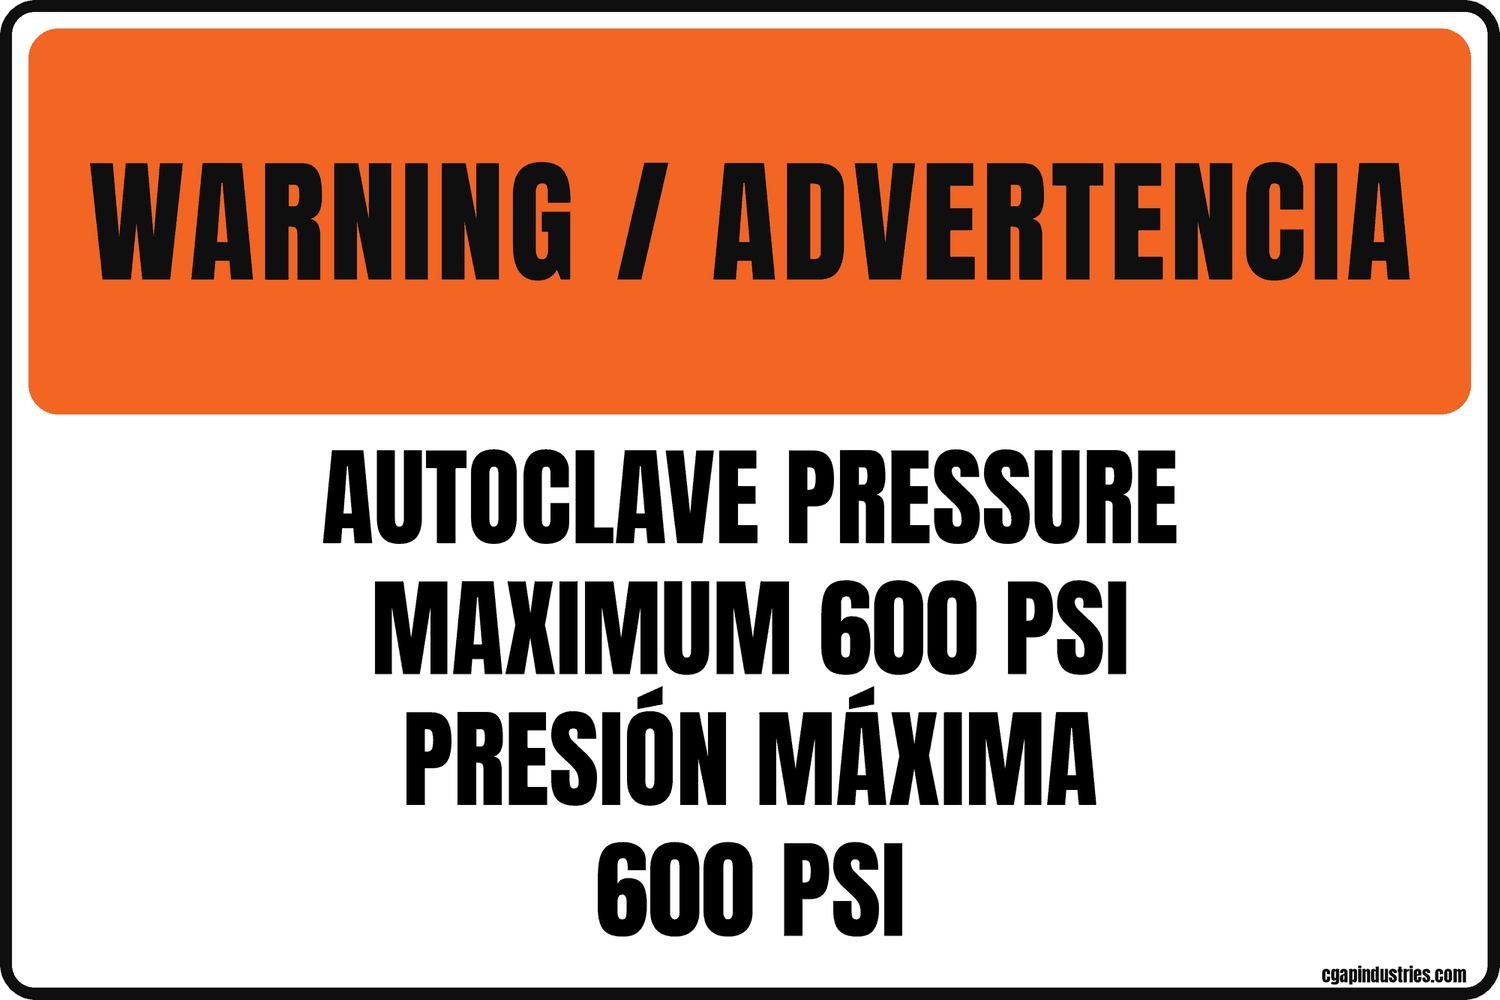 WARNING / ADVERTENCIA
AUTOCLAVE PRESSURE
MAXIMUM 600 PSI
PRESIÓN MÁXIMA
600 PSI
cgapindustries.com